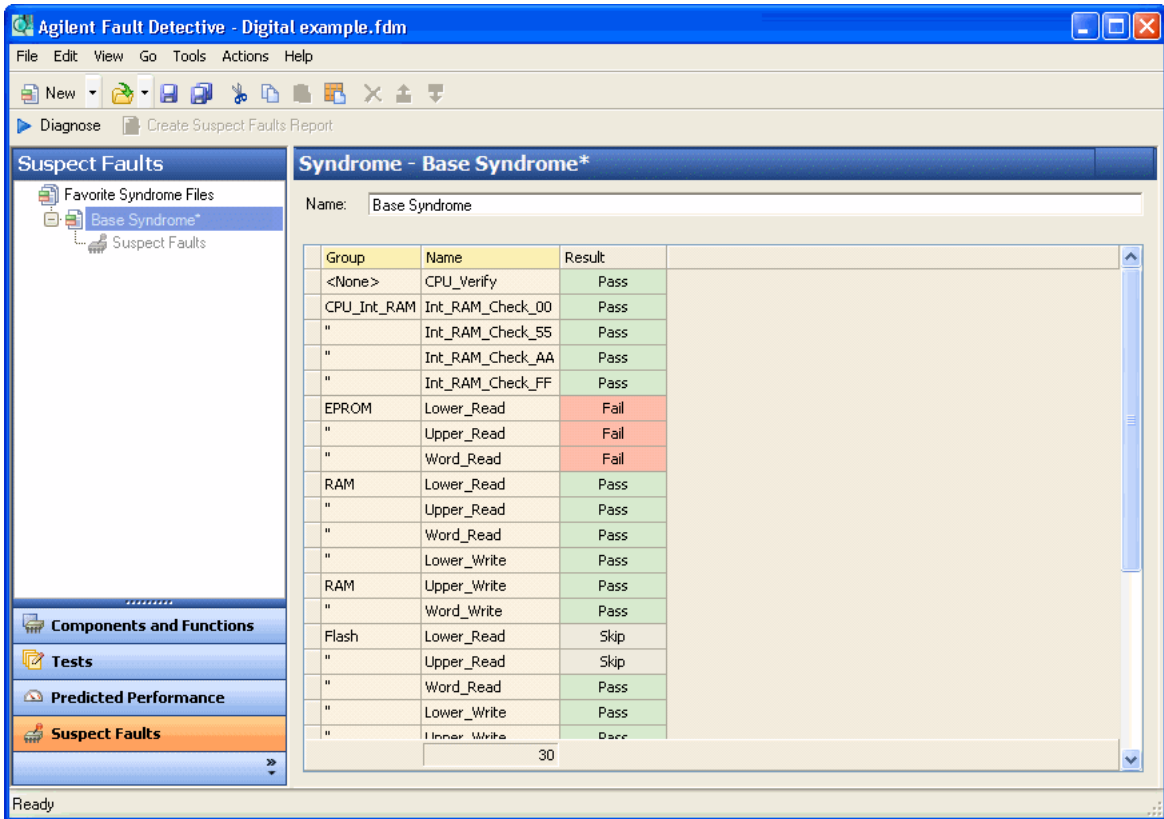 Agilent Fault Detective - Digital example.fdm
File Edit View Go Tools Actions Help
New
Diagnose Create Suspect Faults Report
Suspect Faults
Favorite Syndrome Files
Base Syndrome*
Suspect Faults
Components and Functions
Tests
Predicted Performance
Suspect Faults
Syndrome - Base Syndrome*
Name: Base Syndrome
Group Name Result
<None> CPU_Verify Pass
CPU_Int_RAM Int_RAM_Check_00 Pass
" Int_RAM_Check_55 Pass
" Int_RAM_Check_AA Pass
" Int_RAM_Check_FF Pass
EPROM Lower_Read Fail
" Upper_Read Fail
" Word_Read Fail
RAM Lower_Read Pass
" Upper_Read Pass
" Word_Read Pass
" Lower_Write Pass
RAM Upper_Write Pass
" Word_Write Pass
Flash Lower_Read Skip
" Upper_Read Skip
" Word_Read Pass
" Lower_Write Pass
" Upper_Write Pass
30
Ready